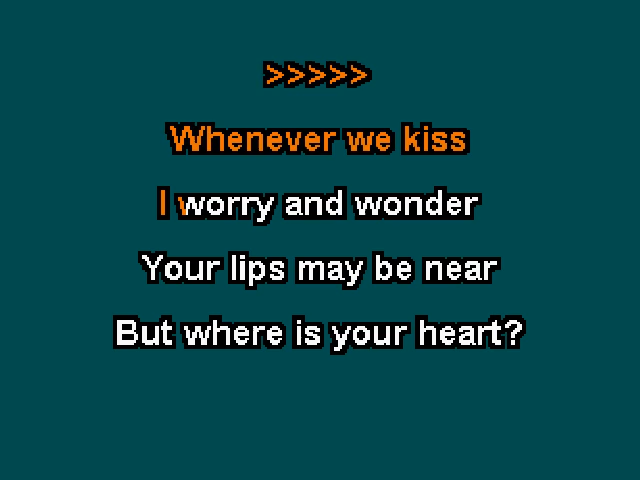 >>>>>
Whenever we kiss
I worry and wonder
Your lips may be near
But where is your heart?